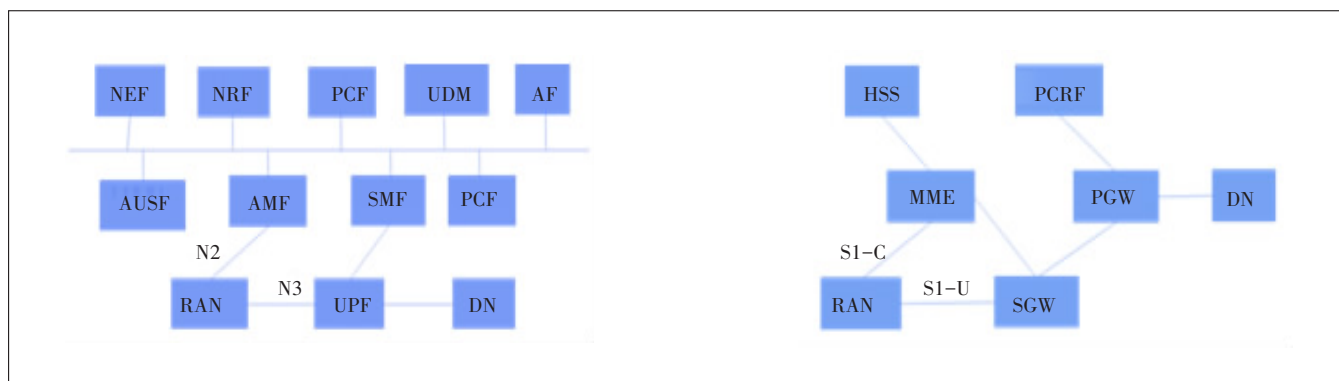 NEF NRF PCF UDM AF
AUSF AMF SMF PCF
N2
RAN N3 UPF DN
HSS PCRF
MME PGW DN
S1-C
RAN S1-U SGW